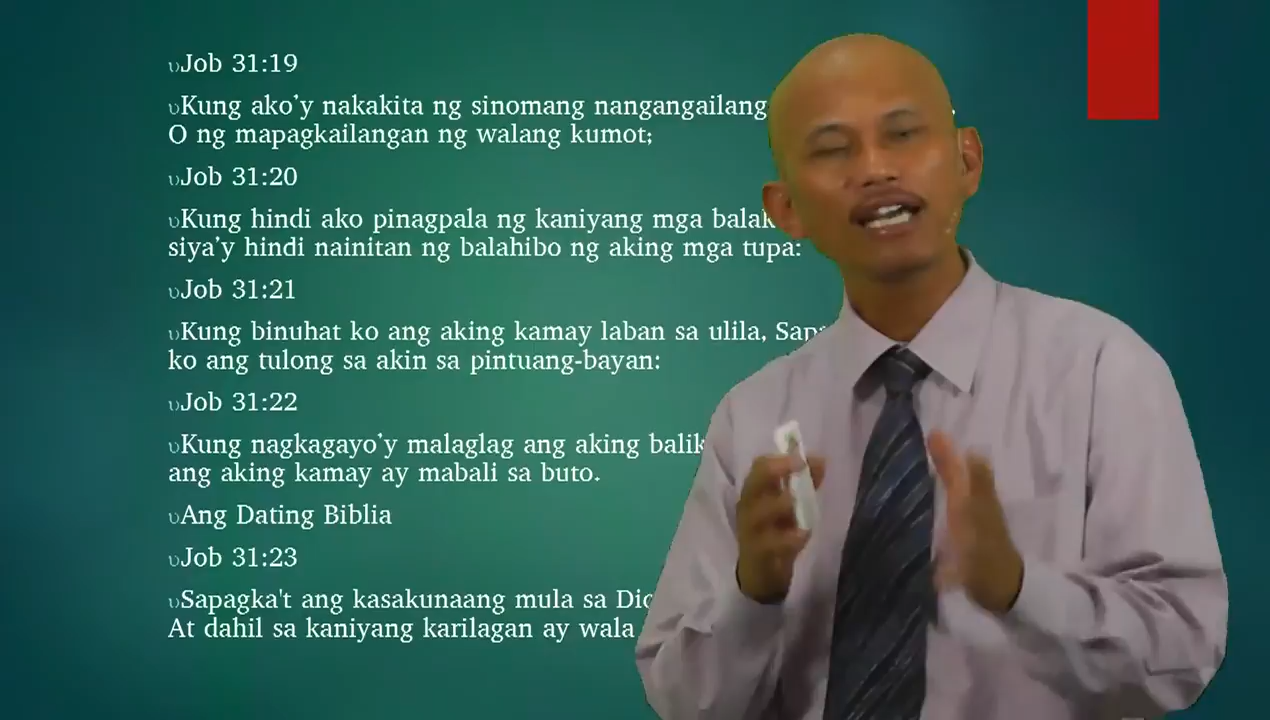 Job 31:19
Kung ako'y nakakita ng sinomang nangangailang
O ng mapagkailangan ng walang kumot;
Job 31:20
Kung hindi ako pinagpala ng kaniyang mga
siya'y hindi nainitan ng balahibo ng aking mga tupa:
Job 31:21
Kung binuhat ko ang aking kamay laban sa ulila,
ko ang tulong sa akin sa pintuang-bayan:
Job 31:22
Kung nagkagayo'y malaglag ang aking
ang aking kamay ay mabali sa buto.
Ang Dating Biblia
Job 31:23
Sapagka't ang kasakunaang mula sa
At dahil sa kaniyang karilagan ay wala